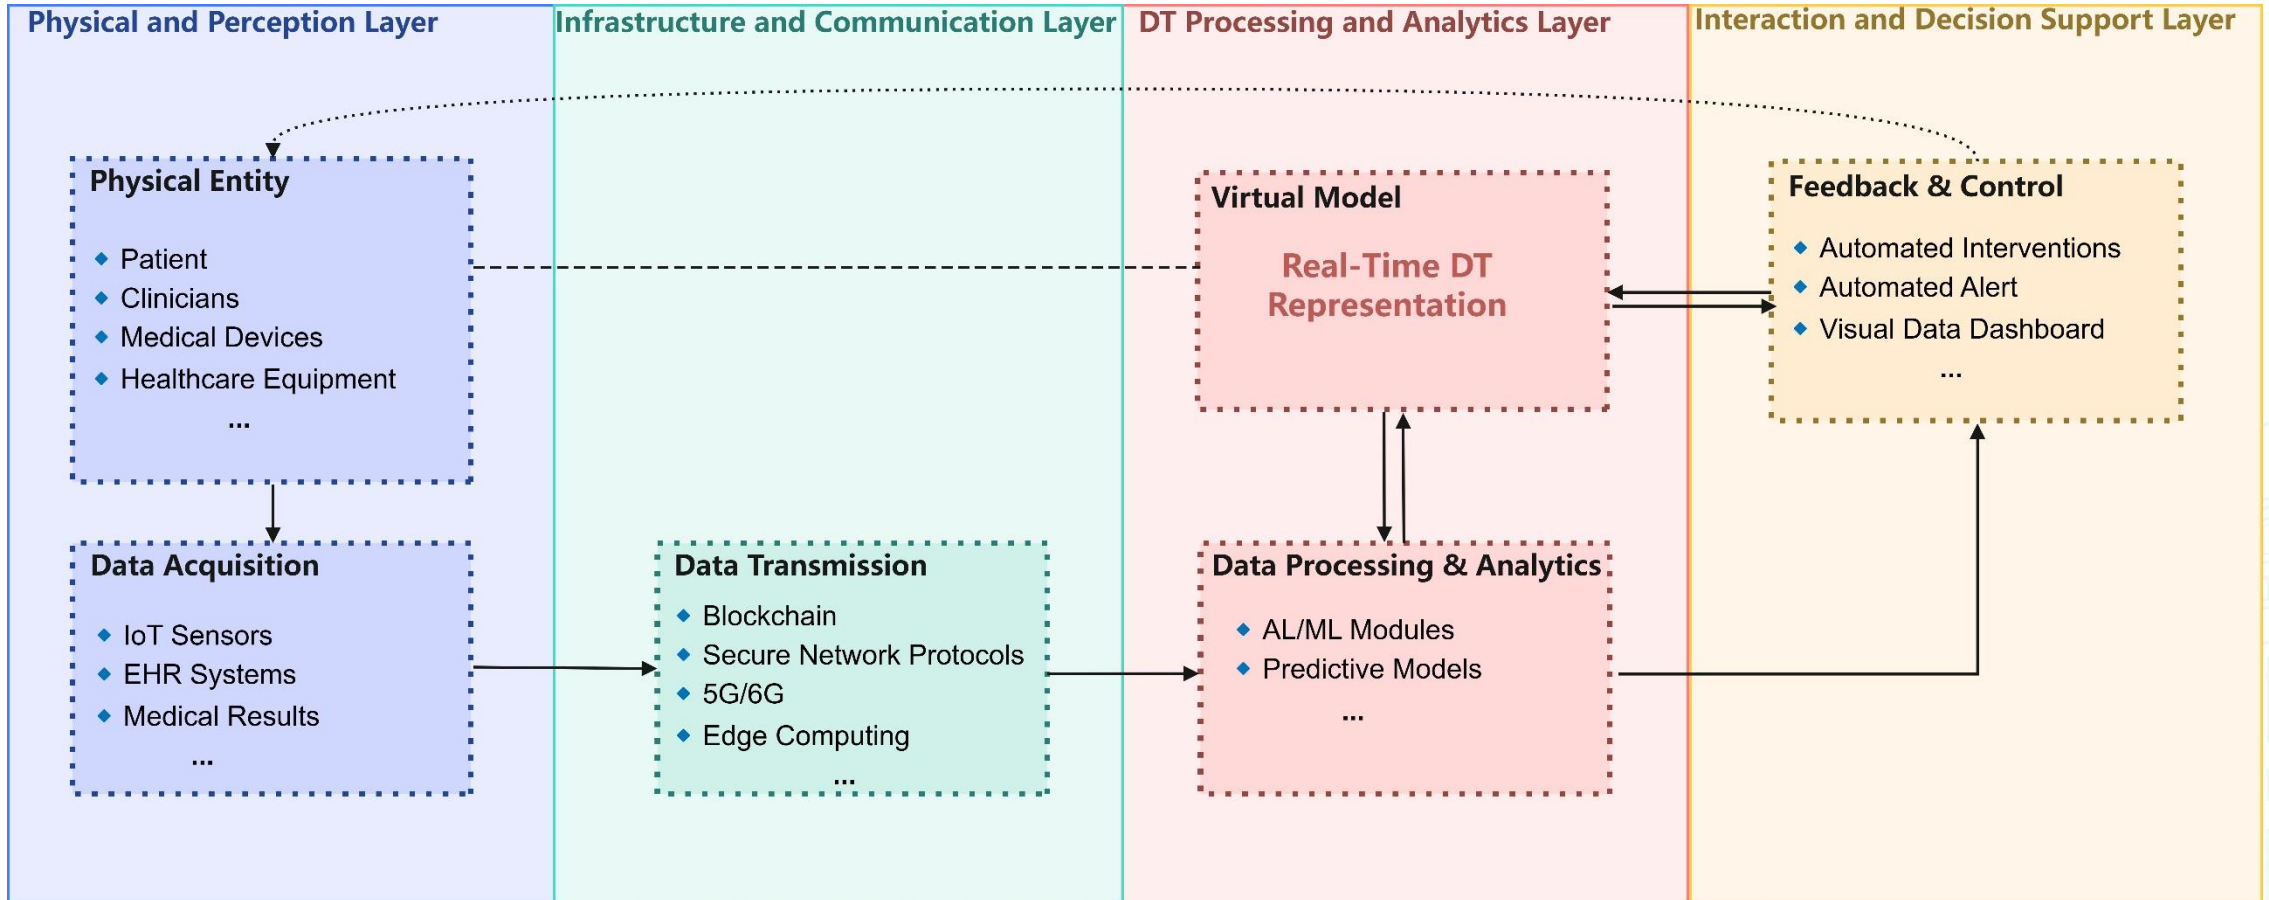 Physical and Perception Layer
Infrastructure and Communication Layer
DT Processing and Analytics Layer
Interaction and Decision Support Layer
Physical Entity
Patient
Clinicians
Medical Devices
Healthcare Equipment
...
Data Acquisition
IoT Sensors
EHR Systems
Medical Results
...
Data Transmission
Blockchain
Secure Network Protocols
5G/6G
Edge Computing
...
Virtual Model
Real-Time DT
Representation
Data Processing & Analytics
AL/ML Modules
Predictive Models
...
Feedback & Control
Automated Interventions
Automated Alert
Visual Data Dashboard
...